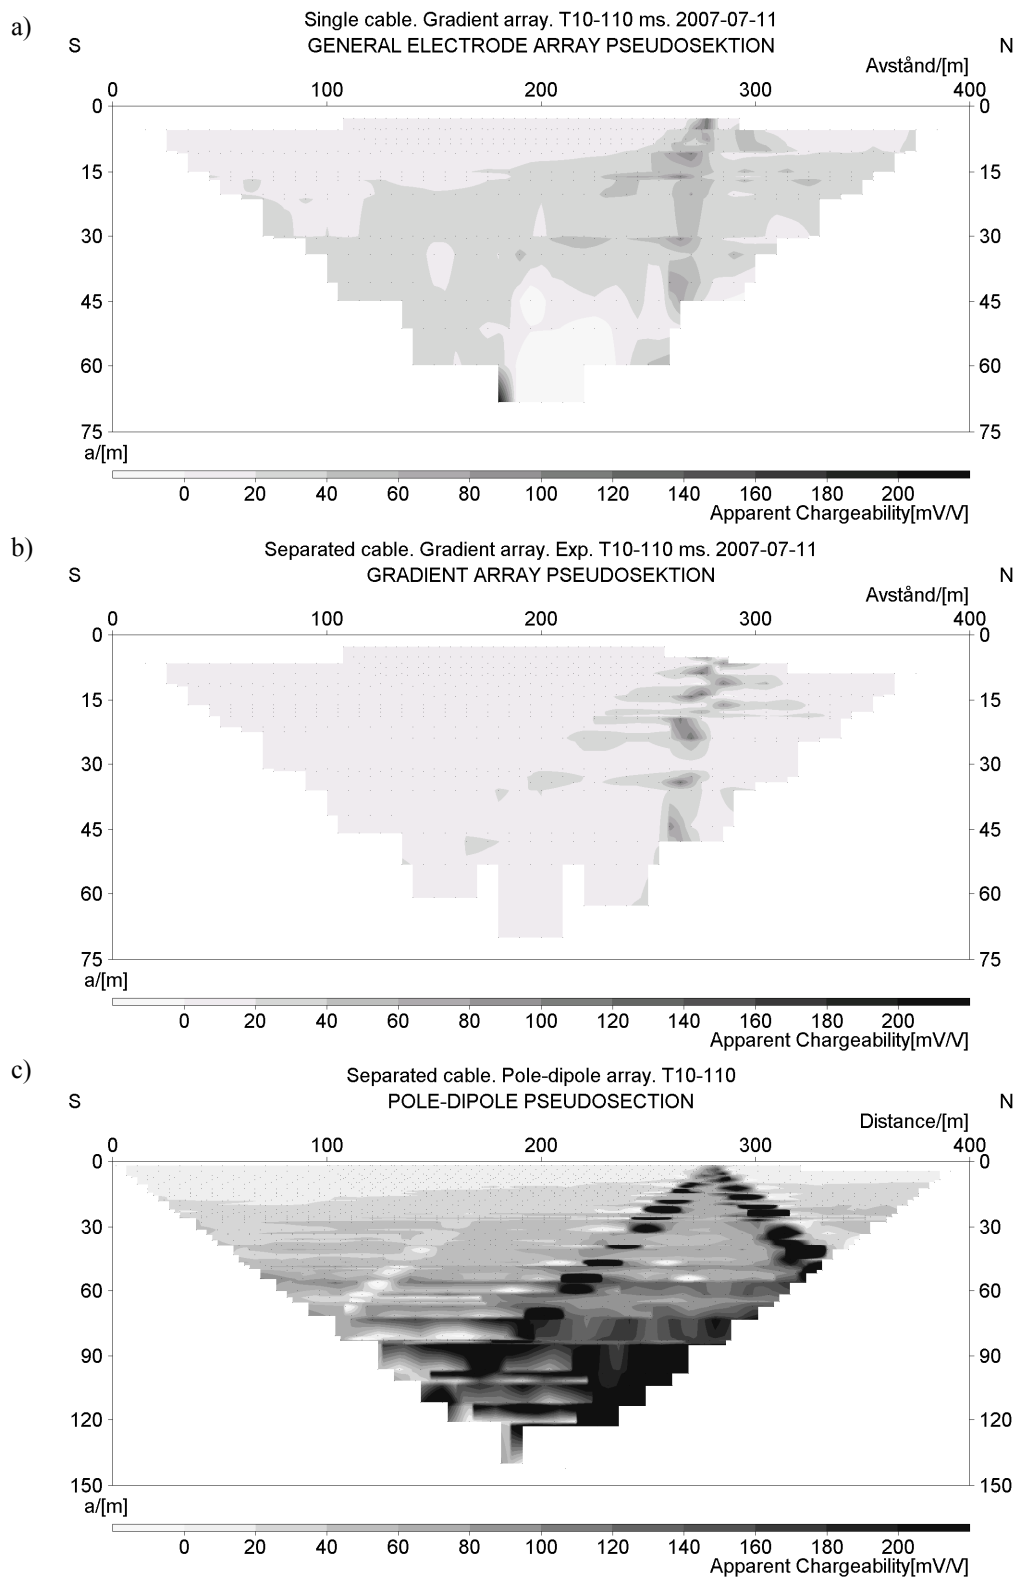 a)
Single cable. Gradient array. T10-110 ms. 2007-07-11
S GENERAL ELECTRODE ARRAY PSEUDOSEKTION N
Avstånd/[m]
0 100 200 300 400
0 0
15 15
30 30
45 45
60 60
75 75
a/[m]
0 20 40 60 80 100 120 140 160 180 200
Apparent Chargeability[mV/V]
b)
Separated cable. Gradient array. Exp. T10-110 ms. 2007-07-11
S GRADIENT ARRAY PSEUDOSEKTION N
Avstånd/[m]
0 100 200 300 400
0 0
15 15
30 30
45 45
60 60
75 75
a/[m]
0 20 40 60 80 100 120 140 160 180 200
Apparent Chargeability[mV/V]
c)
Separated cable. Pole-dipole array. T10-110
S POLE-DIPOLE PSEUDOSECTION N
Distance/[m]
0 100 200 300 400
0 0
30 30
60 60
90 90
120 120
150 150
a/[m]
0 20 40 60 80 100 120 140 160 180 200
Apparent Chargeability[mV/V]